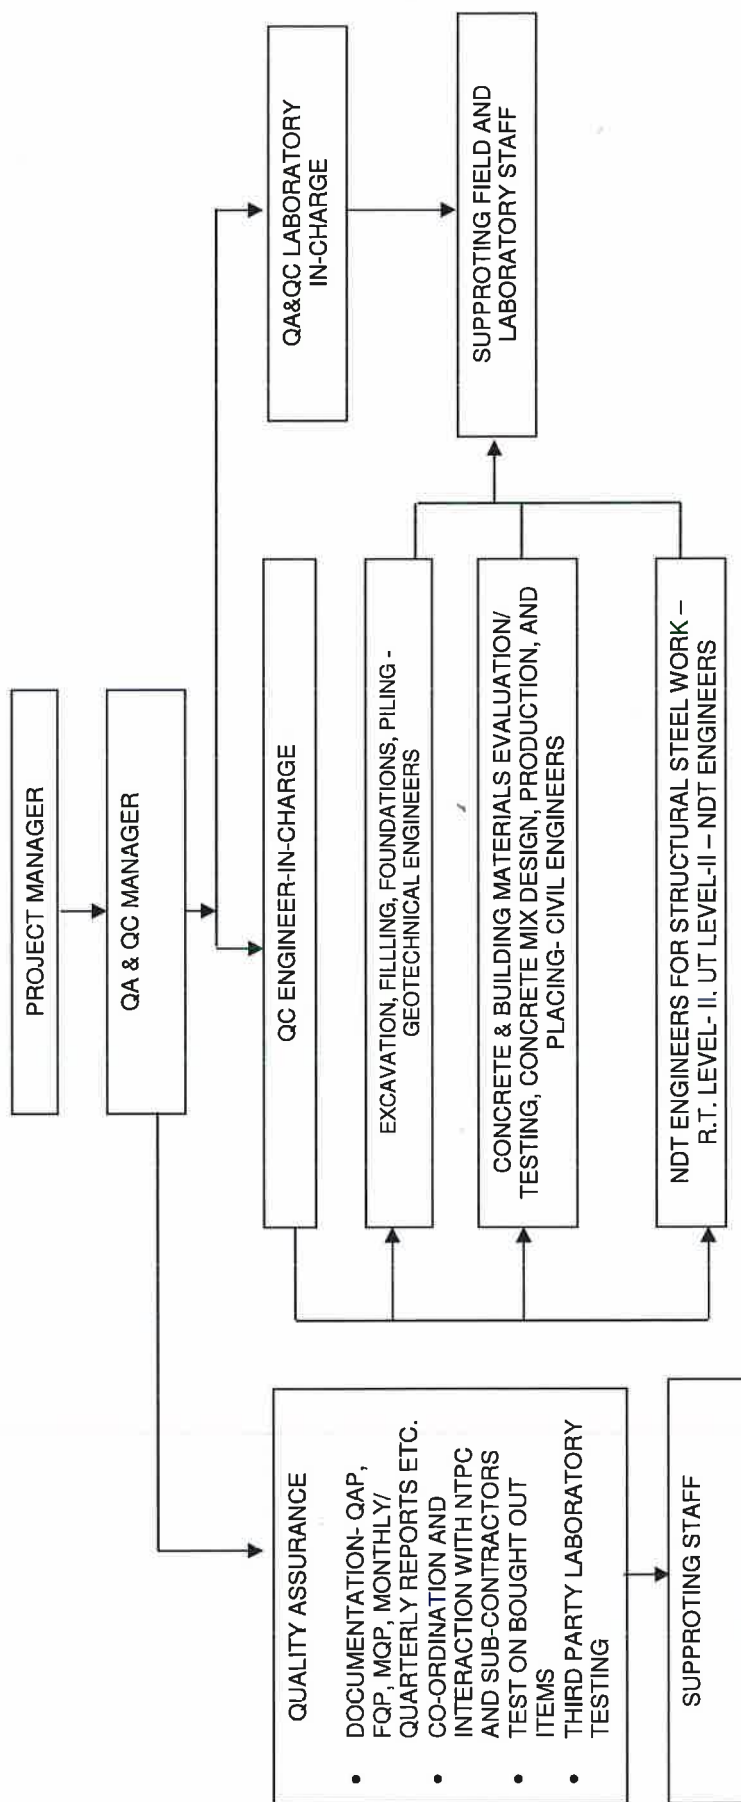 PROJECT MANAGER
QA & QC MANAGER
QUALITY ASSURANCE
• DOCUMENTATION- QAP,
FQP, MQP, MONTHLY/
QUARTERLY REPORTS ETC.
• CO-ORDINATION AND
INTERACTION WITH NTPC
AND SUB-CONTRACTORS
• TEST ON BOUGHT OUT
ITEMS
• THIRD PARTY LABORATORY
TESTING
SUPPROTING STAFF
QC ENGINEER-IN-CHARGE
EXCAVATION, FILLLING, FOUNDATIONS, PILING -
GEOTECHNICAL ENGINEERS
CONCRETE & BUILDING MATERIALS EVALUATION/
TESTING, CONCRETE MIX DESIGN, PRODUCTION, AND
PLACING- CIVIL ENGINEERS
NDT ENGINEERS FOR STRUCTURAL STEEL WORK –
R.T. LEVEL- II, UT LEVEL-II – NDT ENGINEERS
QA&QC LABORATORY
IN-CHARGE
SUPPROTING FIELD AND
LABORATORY STAFF